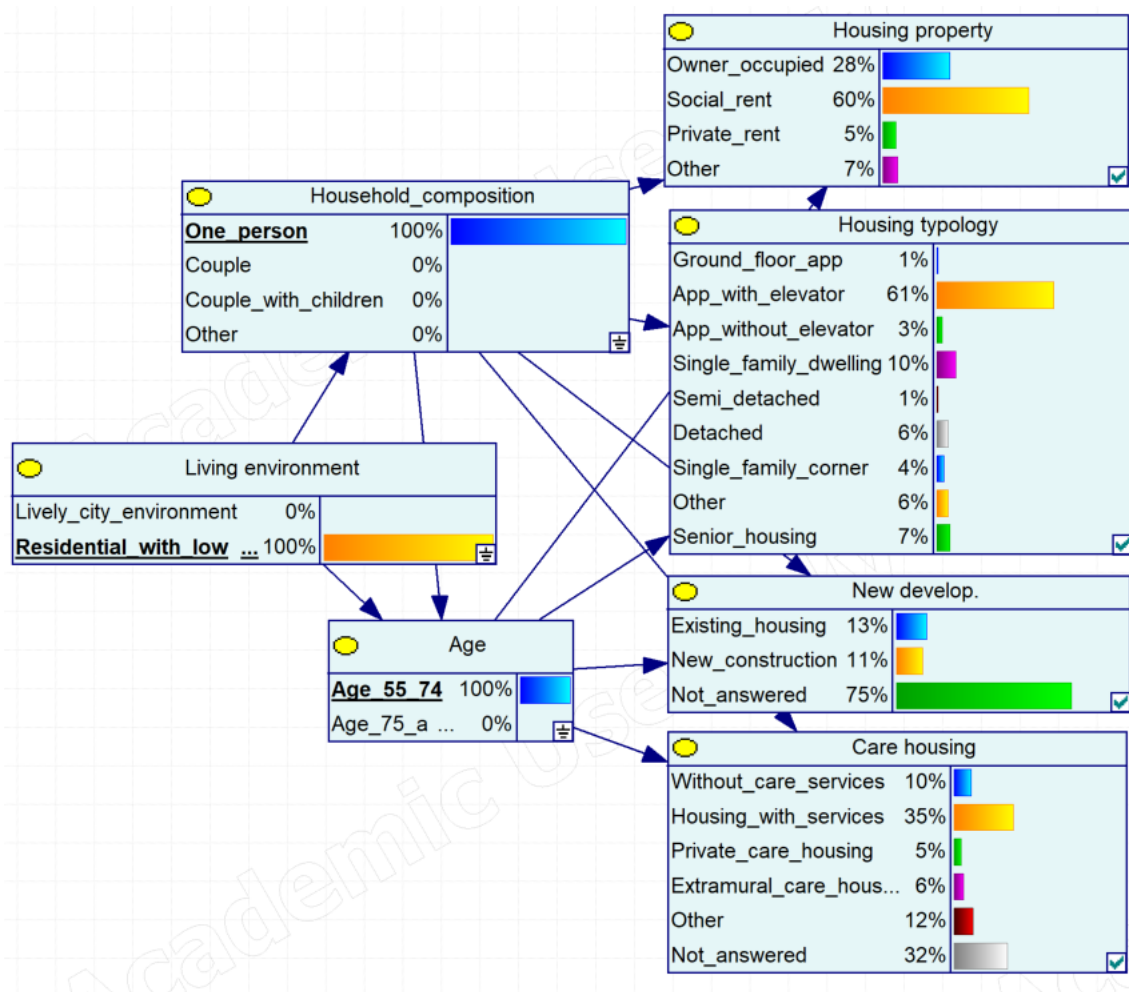 Housing property
Owner_occupied 28%
Social_rent 60%
Private_rent 5%
Other 7%
Household_composition
One_person 100%
Couple 0%
Couple_with_children 0%
Other 0%
Housing typology
Ground_floor_app 1%
App_with_elevator 61%
App_without_elevator 3%
Single_family_dwelling 10%
Semi_detached 1%
Detached 6%
Single_family_corner 4%
Other 6%
Senior_housing 7%
Living environment
Lively_city_environment 0%
Residential_with_low ... 100%
New develop.
Existing_housing 13%
New_construction 11%
Not_answered 75%
Age
Age_55_74 100%
Age_75_a ... 0%
Care housing
Without_care_services 10%
Housing_with_services 35%
Private_care_housing 5%
Extramural_care_hous... 6%
Other 12%
Not_answered 32%
Academic Use
Academic Use